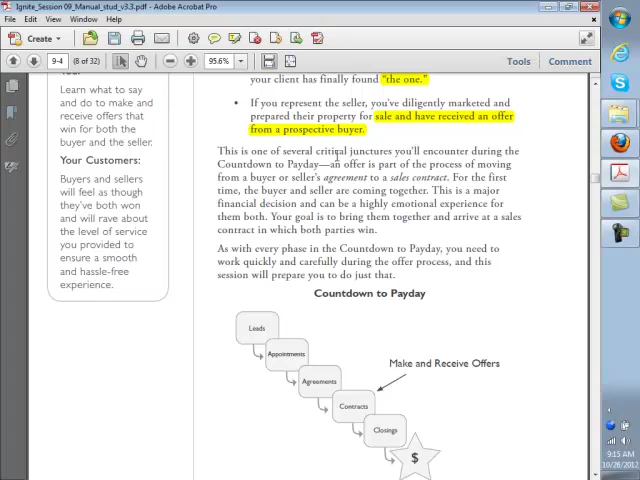 Ignite_Session 09_Manual_stud_v3.3.pdf - Adobe Acrobat Pro
File Edit View Window Help
Create
9-4 (8 of 32) 95.6% Tools Comment
Learn what to say
and do to make and
receive offers that
win for both the
buyer and the seller.
Your Customers:
Buyers and sellers
will feel as though
they've both won
and will rave about
the level of service
you provided to
ensure a smooth
and hassle-free
experience.
your client has finally found "the one."
• If you represent the seller, you've diligently marketed and
prepared their property for sale and have received an offer
from a prospective buyer.
This is one of several critical junctures you'll encounter during the
Countdown to Payday—an offer is part of the process of moving
from a buyer or seller's agreement to a sales contract. For the first
time, the buyer and seller are coming together. This is a major
financial decision and can be a highly emotional experience for
them both. Your goal is to bring them together and arrive at a sales
contract in which both parties win.
As with every phase in the Countdown to Payday, you need to
work quickly and carefully during the offer process, and this
session will prepare you to do just that.
Countdown to Payday
Leads
Appointments
Make and Receive Offers
Agreements
Contracts
Closings
$
9:15 AM
10/26/2012